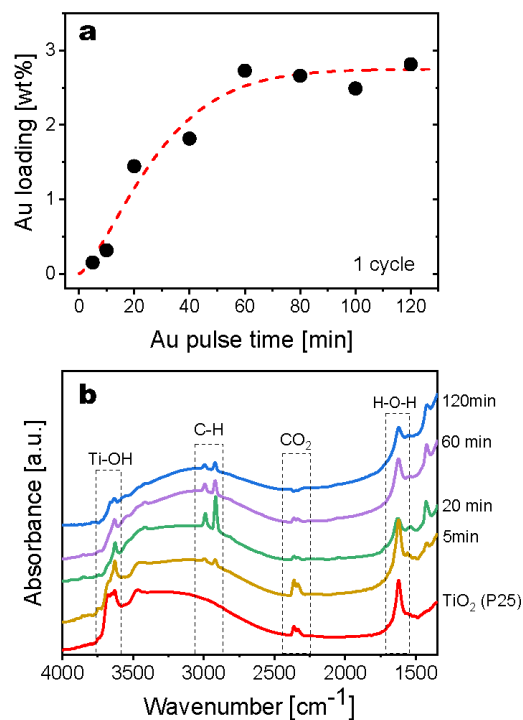 a
Au loading [wt%]
3
2
1
0
1 cycle
0 20 40 60 80 100 120
Au pulse time [min]
b
Absorbance [a.u.]
Ti-OH
C-H
CO₂
H-O-H
120min
60 min
20 min
5min
TiO₂ (P25)
4000 3500 3000 2500 2000 1500
Wavenumber [cm⁻¹]